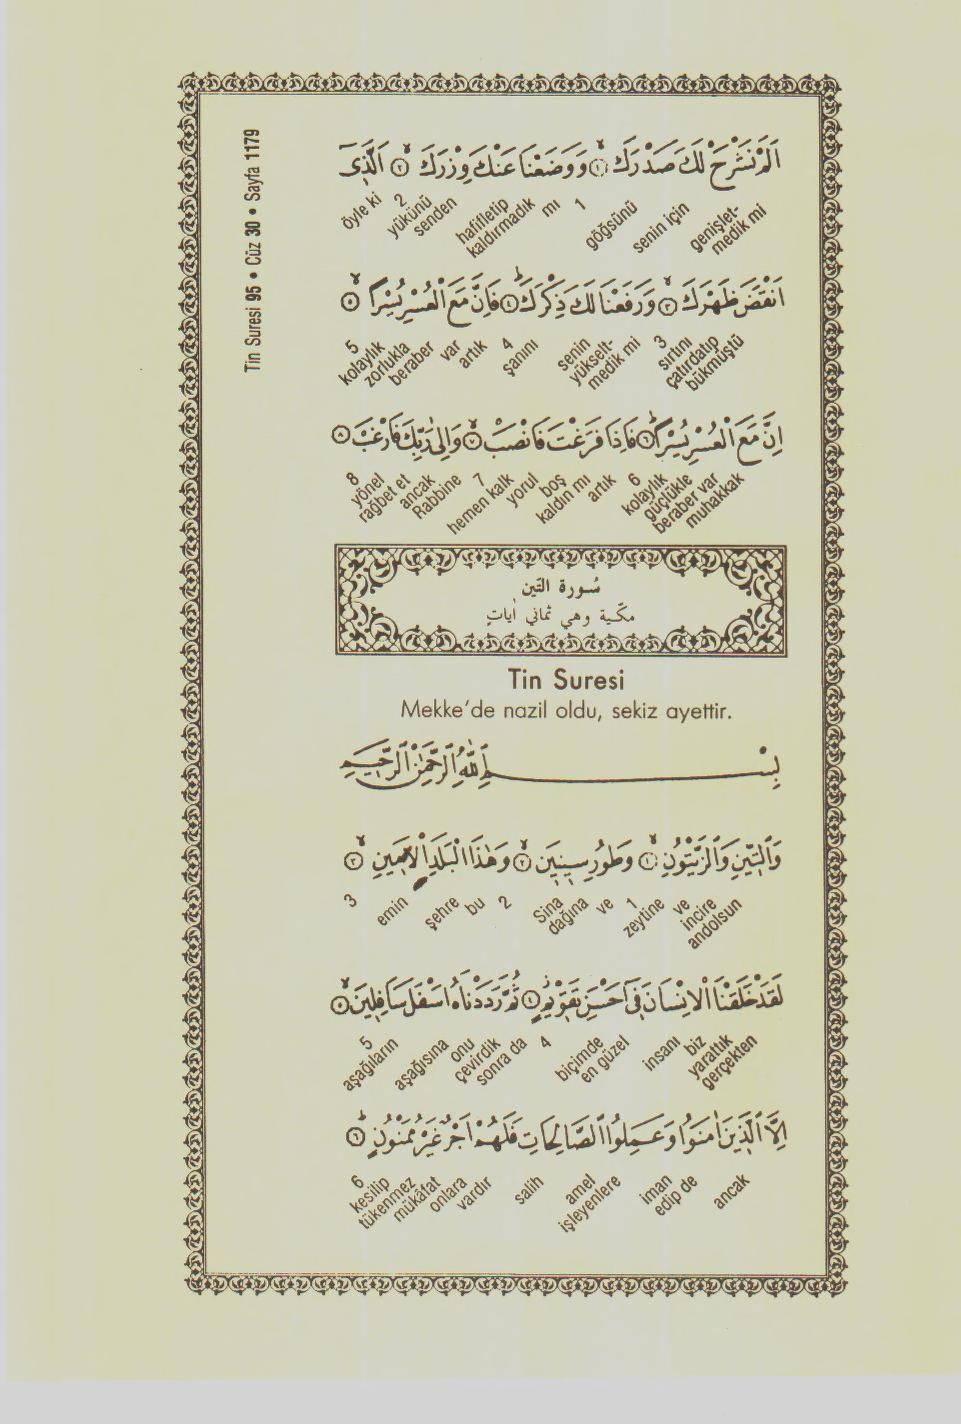 Tin Suresi 95 • Cüz 30 • Sayfa 1179
اَلَمْ نَشْرَحْ لَكَ صَدْرَكَ ﴿١﴾ وَوَضَعْنَا عَنْكَ وِزْرَكَ ﴿٢﴾ اَلَّذٖٓى
genişlet-medik mi senin için göğsünü 1 mı hafifletip kaldırmadık senden yükünü 2 öyle ki
اَنْقَضَ ظَهْرَكَ ﴿٣﴾ وَرَفَعْنَا لَكَ ذِكْرَكَ ﴿٤﴾ فَاِنَّ مَعَ الْعُسْرِ يُسْرًا ﴿٥﴾
çatırdatıp bükmüştü sırtını 3 yükselt-medik mi senin şanını 4 artık var beraber zorlukla kolaylık 5
اِنَّ مَعَ الْعُسْرِ يُسْرًا ﴿٦﴾ فَاِذَا فَرَغْتَ فَانْصَبْ ﴿٧﴾ وَاِلٰى رَبِّكَ فَارْغَبْ ﴿٨﴾
muhakkak beraber var güçlükle kolaylık 6 artık kaldın mı boş yorul hemen kalk 7 Rabbine ancak rağbet et yönel 8
سُورة التّين
مكّية وهي ثماني اٰياتٍ
Tin Suresi
Mekke'de nazil oldu, sekiz ayettir.
بِسْمِ اللّٰهِ الرَّحْمٰنِ الرَّحٖيمِ
وَالتّٖينِ وَالزَّيْتُونِ ﴿١﴾ وَطُورِ سٖينٖينَ ﴿٢﴾ وَهٰذَا الْبَلَدِ الْاَمٖينِ ﴿٣﴾
andolsun incire ve zeytine 1 ve dağına Sina 2 bu şehre emin 3
لَقَدْ خَلَقْنَا الْاِنْسَانَ فٖٓى اَحْسَنِ تَقْوٖيمٍ ﴿٤﴾ ثُمَّ رَدَدْنَاهُ اَسْفَلَ سَافِلٖينَ ﴿٥﴾
gerçekten yarattık biz insanı en güzel biçimde 4 sonra da çevirdik onu aşağısına aşağıların 5
اِلَّا الَّذٖينَ اٰمَنُوا وَعَمِلُوا الصَّالِحَاتِ فَلَهُمْ اَجْرٌ غَيْرُ مَمْنُونٍ ﴿٦﴾
ancak iman edip de işleyenlere amel salih vardır onlara mükâfat tükenmez kesilip 6